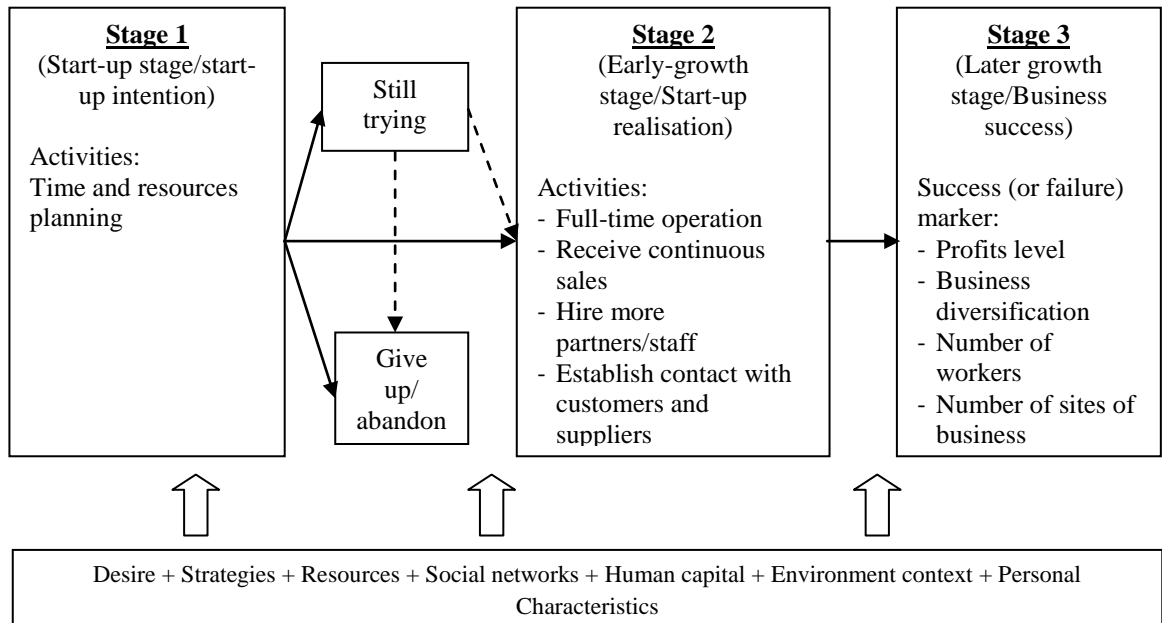 Stage 1
(Start-up stage/start-
up intention)
Activities:
Time and resources
planning
Still
trying
Give
up/
abandon
Stage 2
(Early-growth
stage/Start-up
realisation)
Activities:
- Full-time operation
- Receive continuous
sales
- Hire more
partners/staff
- Establish contact with
customers and
suppliers
Stage 3
(Later growth
stage/Business
success)
Success (or failure)
marker:
- Profits level
- Business
diversification
- Number of
workers
- Number of sites of
business
Desire + Strategies + Resources + Social networks + Human capital + Environment context + Personal
Characteristics